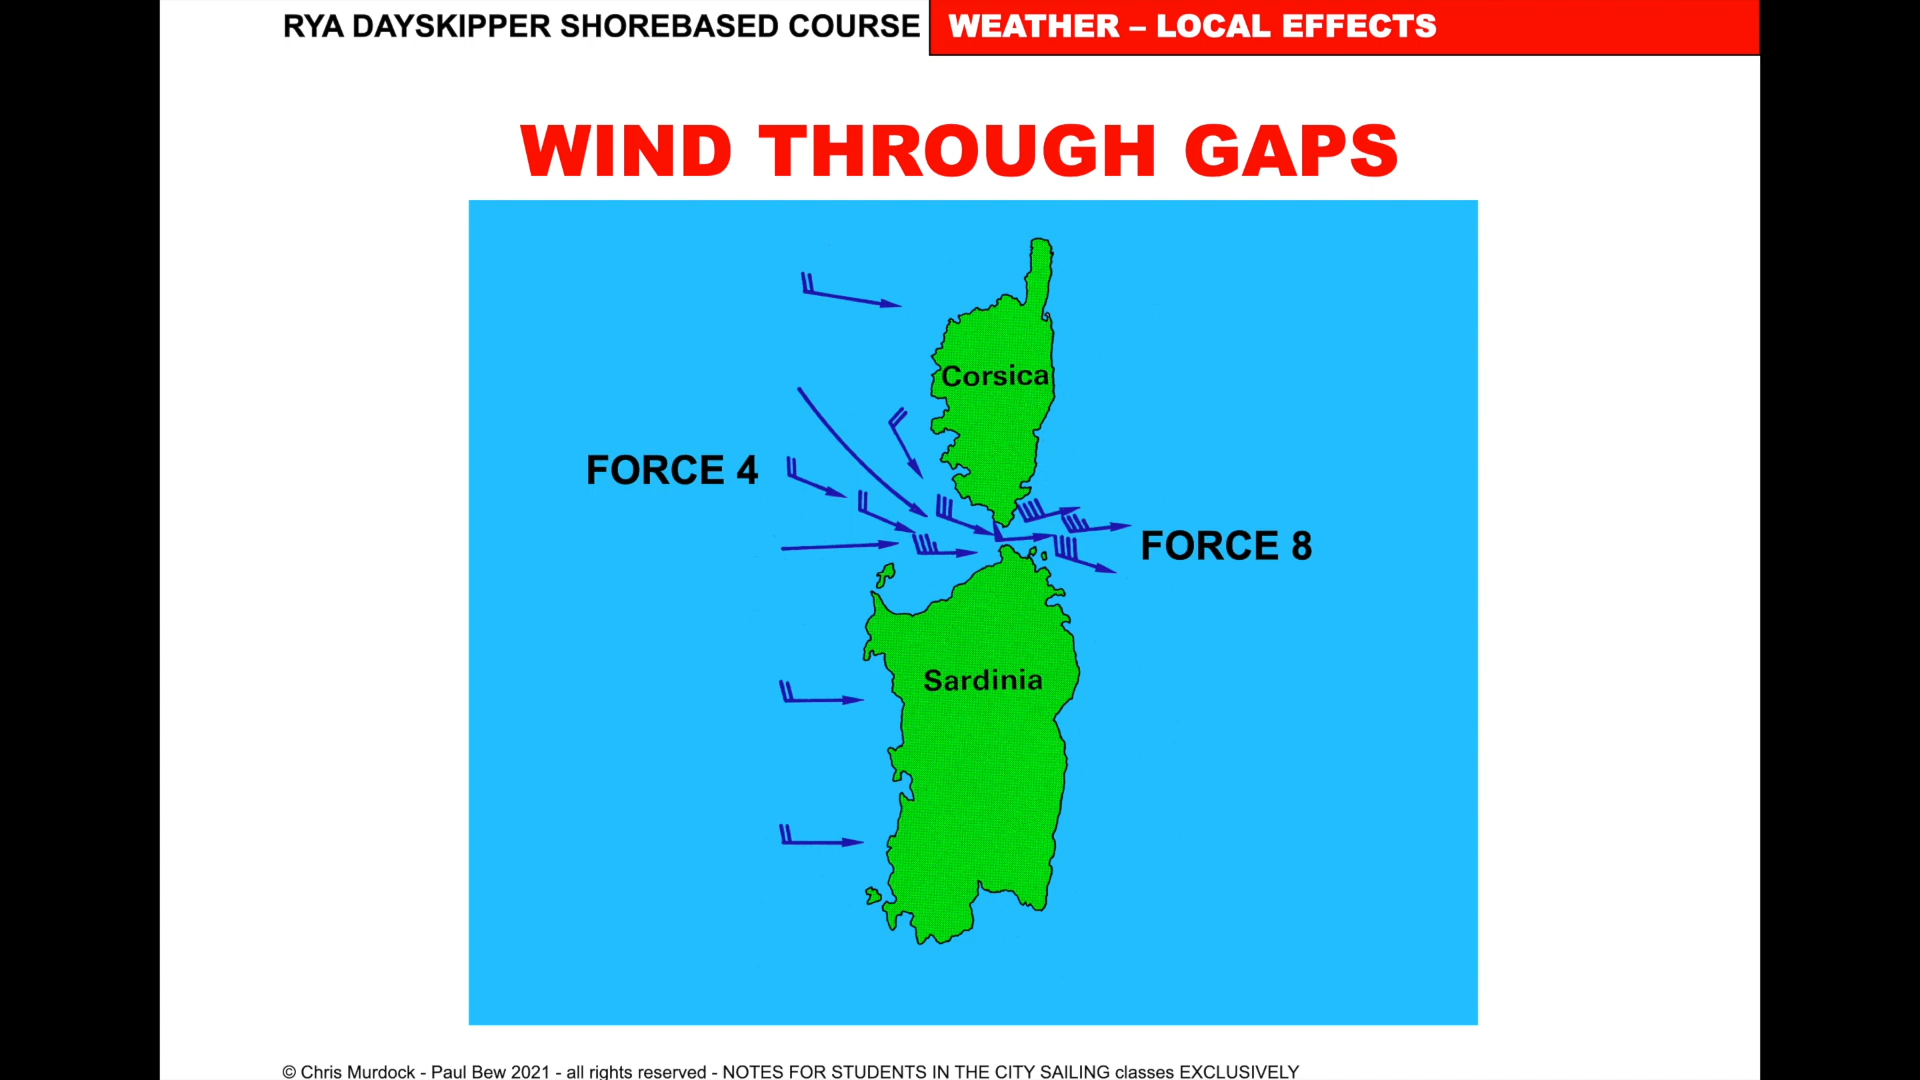 RYA DAYSKIPPER SHOREBASED COURSE WEATHER – LOCAL EFFECTS
WIND THROUGH GAPS
Corsica
FORCE 4
FORCE 8
Sardinia
© Chris Murdock - Paul Bew 2021 - all rights reserved - NOTES FOR STUDENTS IN THE CITY SAILING classes EXCLUSIVELY